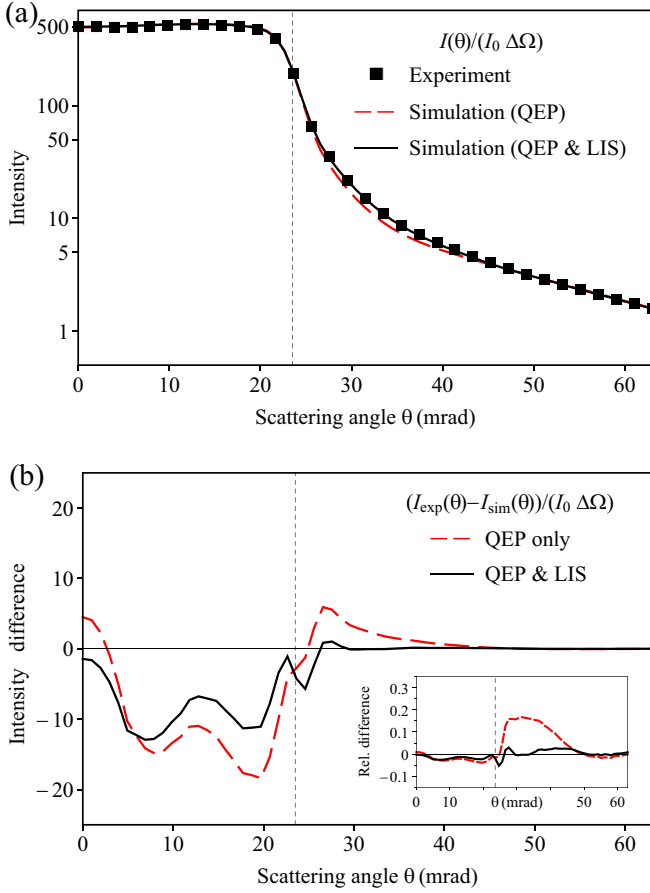 (a)
I(θ)/(I0 ΔΩ)
Experiment
Simulation (QEP)
Simulation (QEP & LIS)
Intensity
500
100
50
10
5
1
0 10 20 30 40 50 60
Scattering angle θ (mrad)
(b)
(Iexp(θ)−Isim(θ))/(I0 ΔΩ)
QEP only
QEP & LIS
Intensity difference
20
10
0
−10
−20
Rel. difference
0.3
0.2
0.1
0
−0.1
0 10 θ (mrad) 30 40 50 60
0 10 20 30 40 50 60
Scattering angle θ (mrad)